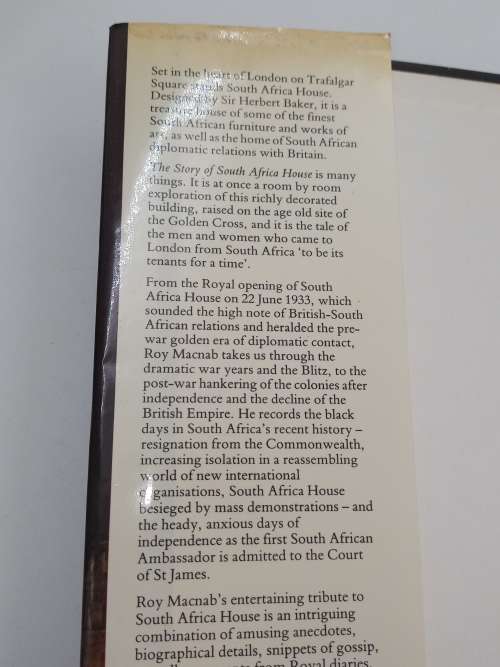 Set in the heart of London on Trafalgar
Square stands South Africa House.
Designed by Sir Herbert Baker, it is a
treasure house of some of the finest
South African furniture and works of
art, as well as the home of South African
diplomatic relations with Britain.
The Story of South Africa House is many
things. It is at once a room by room
exploration of this richly decorated
building, raised on the age old site of
the Golden Cross, and it is the tale of
the men and women who came to
London from South Africa ‘to be its
tenants for a time’.
From the Royal opening of South
Africa House on 22 June 1933, which
sounded the high note of British-South
African relations and heralded the pre-
war golden era of diplomatic contact,
Roy Macnab takes us through the
dramatic war years and the Blitz, to the
post-war hankering of the colonies after
independence and the decline of the
British Empire. He records the black
days in South Africa's recent history –
resignation from the Commonwealth,
increasing isolation in a reassembling
world of new international
organisations, South Africa House
besieged by mass demonstrations – and
the heady, anxious days of
independence as the first South African
Ambassador is admitted to the Court
of St James.
Roy Macnab's entertaining tribute to
South Africa House is an intriguing
combination of amusing anecdotes,
biographical details, snippets of gossip,
from Royal diaries,